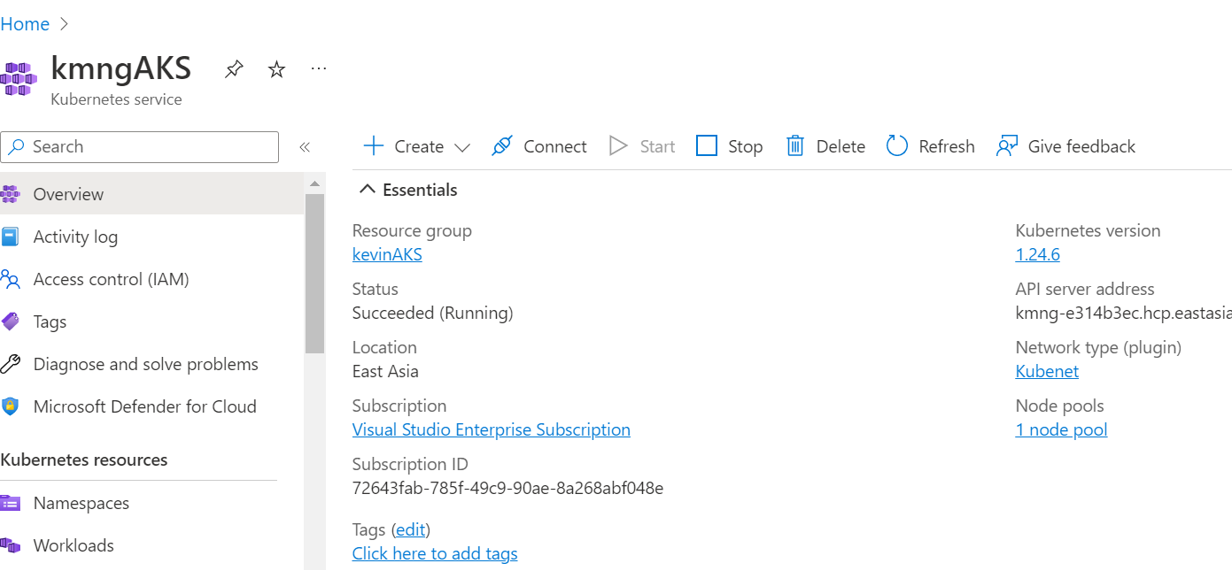 Home
kmngAKS
Kubernetes service
Search
Create
Connect
Start
Stop
Delete
Refresh
Give feedback
Overview
Activity log
Access control (IAM)
Tags
Diagnose and solve problems
Microsoft Defender for Cloud
Kubernetes resources
Namespaces
Workloads
Essentials
Resource group
kevinAKS
Status
Succeeded (Running)
Location
East Asia
Subscription
Visual Studio Enterprise Subscription
Subscription ID
72643fab-785f-49c9-90ae-8a268abf048e
Tags (edit)
Click here to add tags
Kubernetes version
1.24.6
API server address
kmng-e314b3ec.hcp.eastasia
Network type (plugin)
Kubenet
Node pools
1 node pool